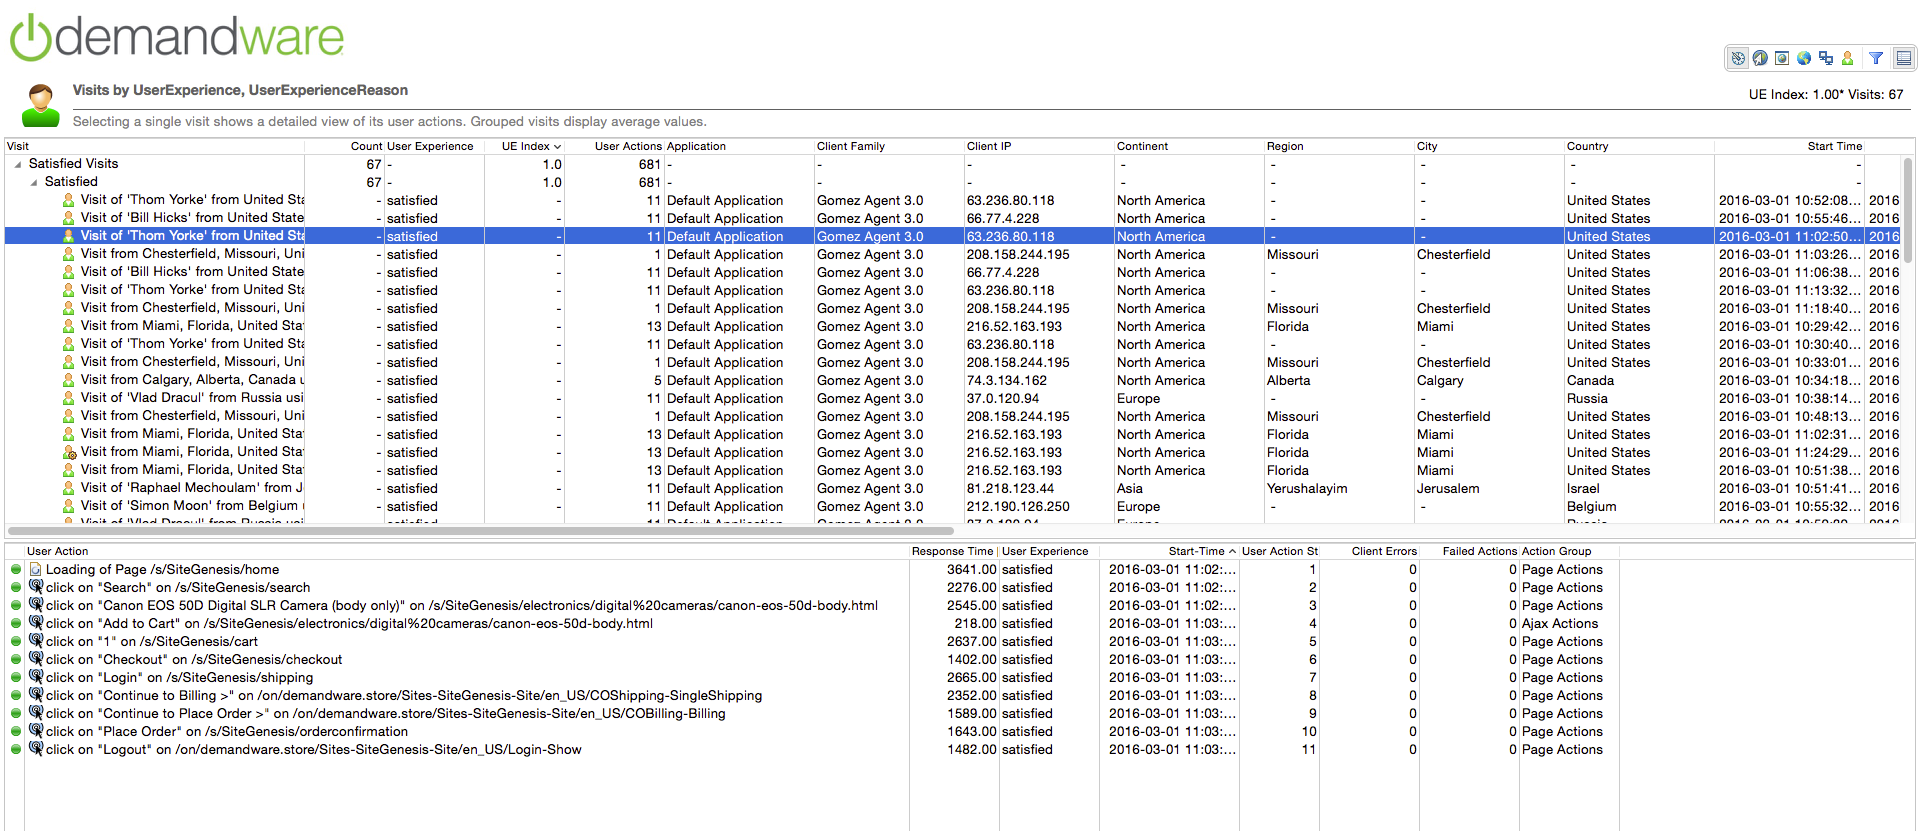 demandware
Visits by UserExperience, UserExperienceReason
UE Index: 1.00* Visits: 67
Selecting a single visit shows a detailed view of its user actions. Grouped visits display average values.
Visit Count User Experience UE Index User Actions Application Client Family Client IP Continent Region City Country Start Time
Satisfied Visits 67 - 1.0 681 - - - - - - - -
Satisfied 67 - 1.0 681 - - - - - - - -
Visit of 'Thom Yorke' from United Sta - satisfied - 11 Default Application Gomez Agent 3.0 63.236.80.118 North America - - United States 2016-03-01 10:52:08... 2016
Visit of 'Bill Hicks' from United State - satisfied - 11 Default Application Gomez Agent 3.0 66.77.4.228 North America - - United States 2016-03-01 10:55:46... 2016
Visit of 'Thom Yorke' from United Sta - satisfied - 11 Default Application Gomez Agent 3.0 63.236.80.118 North America - - United States 2016-03-01 11:02:50... 2016
Visit from Chesterfield, Missouri, Uni - satisfied - 1 Default Application Gomez Agent 3.0 208.158.244.195 North America Missouri Chesterfield United States 2016-03-01 11:03:26... 2016
Visit of 'Bill Hicks' from United State - satisfied - 11 Default Application Gomez Agent 3.0 66.77.4.228 North America - - United States 2016-03-01 11:06:38... 2016
Visit of 'Thom Yorke' from United Sta - satisfied - 11 Default Application Gomez Agent 3.0 63.236.80.118 North America - - United States 2016-03-01 11:13:32... 2016
Visit from Chesterfield, Missouri, Uni - satisfied - 1 Default Application Gomez Agent 3.0 208.158.244.195 North America Missouri Chesterfield United States 2016-03-01 11:18:40... 2016
Visit from Miami, Florida, United Sta - satisfied - 13 Default Application Gomez Agent 3.0 216.52.163.193 North America Florida Miami United States 2016-03-01 10:29:42... 2016
Visit of 'Thom Yorke' from United Sta - satisfied - 11 Default Application Gomez Agent 3.0 63.236.80.118 North America - - United States 2016-03-01 10:30:40... 2016
Visit from Chesterfield, Missouri, Uni - satisfied - 1 Default Application Gomez Agent 3.0 208.158.244.195 North America Missouri Chesterfield United States 2016-03-01 10:33:01... 2016
Visit from Calgary, Alberta, Canada u - satisfied - 5 Default Application Gomez Agent 3.0 74.3.134.162 North America Alberta Calgary Canada 2016-03-01 10:34:18... 2016
Visit of 'Vlad Dracul' from Russia usi - satisfied - 11 Default Application Gomez Agent 3.0 37.0.120.94 Europe - - Russia 2016-03-01 10:38:14... 2016
Visit from Chesterfield, Missouri, Uni - satisfied - 1 Default Application Gomez Agent 3.0 208.158.244.195 North America Missouri Chesterfield United States 2016-03-01 10:48:13... 2016
Visit from Miami, Florida, United Sta - satisfied - 13 Default Application Gomez Agent 3.0 216.52.163.193 North America Florida Miami United States 2016-03-01 11:02:31... 2016
Visit from Miami, Florida, United Sta - satisfied - 13 Default Application Gomez Agent 3.0 216.52.163.193 North America Florida Miami United States 2016-03-01 11:24:29... 2016
Visit from Miami, Florida, United Sta - satisfied - 13 Default Application Gomez Agent 3.0 216.52.163.193 North America Florida Miami United States 2016-03-01 10:51:38... 2016
Visit of 'Raphael Mechoulam' from J - satisfied - 11 Default Application Gomez Agent 3.0 81.218.123.44 Asia Yerushalayim Jerusalem Israel 2016-03-01 10:51:41... 2016
Visit of 'Simon Moon' from Belgium - satisfied - 11 Default Application Gomez Agent 3.0 212.190.126.250 Europe - - Belgium 2016-03-01 10:55:32... 2016
User Action Response Time User Experience Start-Time User Action St Client Errors Failed Actions Action Group
Loading of Page /s/SiteGenesis/home 3641.00 satisfied 2016-03-01 11:02:... 1 0 0 Page Actions
click on "Search" on /s/SiteGenesis/search 2276.00 satisfied 2016-03-01 11:02:... 2 0 0 Page Actions
click on "Canon EOS 50D Digital SLR Camera (body only)" on /s/SiteGenesis/electronics/digital%20cameras/canon-eos-50d-body.html 2545.00 satisfied 2016-03-01 11:02:... 3 0 0 Page Actions
click on "Add to Cart" on /s/SiteGenesis/electronics/digital%20cameras/canon-eos-50d-body.html 218.00 satisfied 2016-03-01 11:03:... 4 0 0 Ajax Actions
click on "1" on /s/SiteGenesis/cart 2637.00 satisfied 2016-03-01 11:03:... 5 0 0 Page Actions
click on "Checkout" on /s/SiteGenesis/checkout 1402.00 satisfied 2016-03-01 11:03:... 6 0 0 Page Actions
click on "Login" on /s/SiteGenesis/shipping 2665.00 satisfied 2016-03-01 11:03:... 7 0 0 Page Actions
click on "Continue to Billing >" on /on/demandware.store/Sites-SiteGenesis-Site/en_US/COShipping-SingleShipping 2352.00 satisfied 2016-03-01 11:03:... 8 0 0 Page Actions
click on "Continue to Place Order >" on /on/demandware.store/Sites-SiteGenesis-Site/en_US/COBilling-Billing 1589.00 satisfied 2016-03-01 11:03:... 9 0 0 Page Actions
click on "Place Order" on /s/SiteGenesis/orderconfirmation 1643.00 satisfied 2016-03-01 11:03:... 10 0 0 Page Actions
click on "Logout" on /on/demandware.store/Sites-SiteGenesis-Site/en_US/Login-Show 1482.00 satisfied 2016-03-01 11:03:... 11 0 0 Page Actions